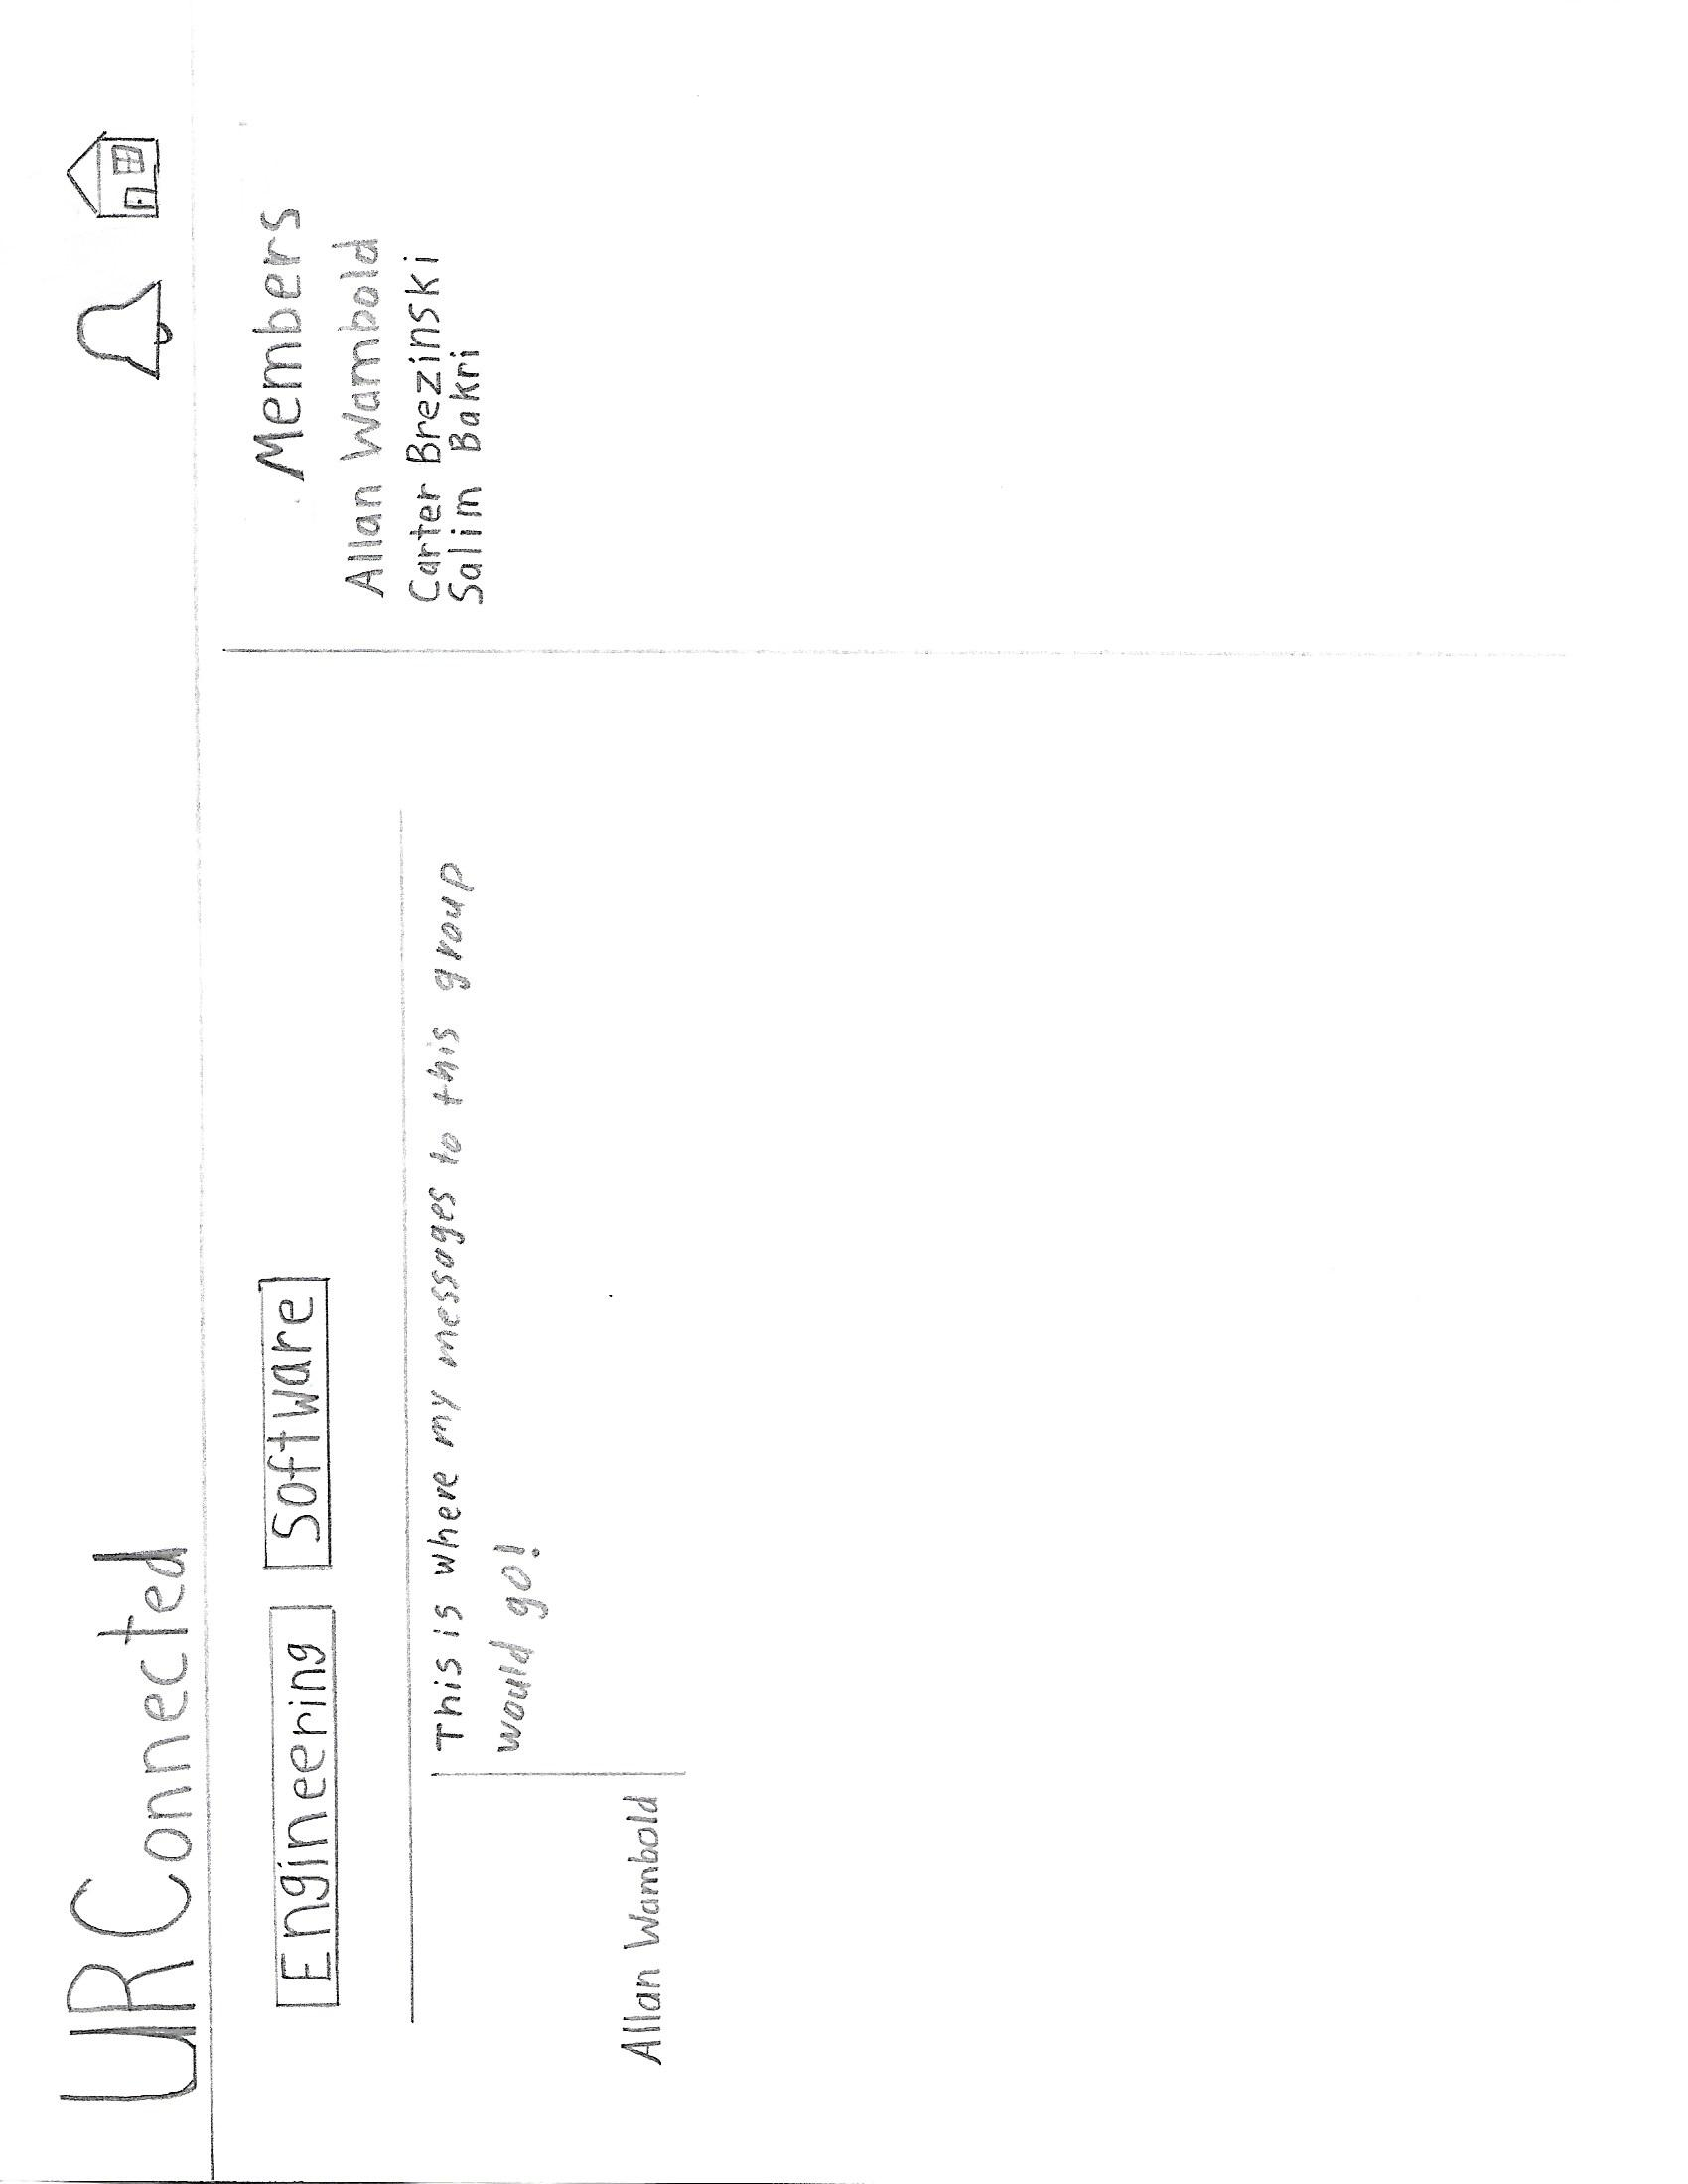 URConnected
Engineering
Software
This is where my messages to this group
would go!
Allan Wambold
Members
Allan Wambold
Carter Brezinski
Salim Bakri